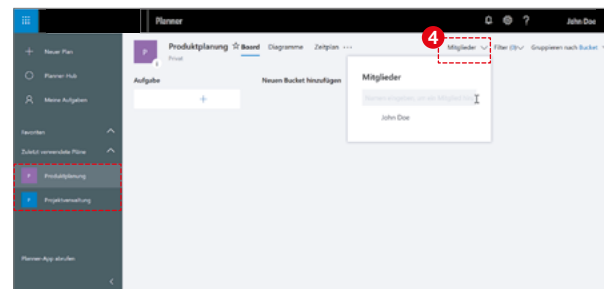 Planner
John Doe
4
Neuer Plan
Planner Hub
Meine Aufgaben
Favoriten
Zuletzt verwendete Pläne
P Produktplanung
P Projektverwaltung
Planner-App abrufen
P Produktplanung Board Diagramme Zeitplan ...
Privat
Mitglieder Filter (0) Gruppieren nach Bucket
Aufgabe
Neuen Bucket hinzufügen
Mitglieder
John Doe